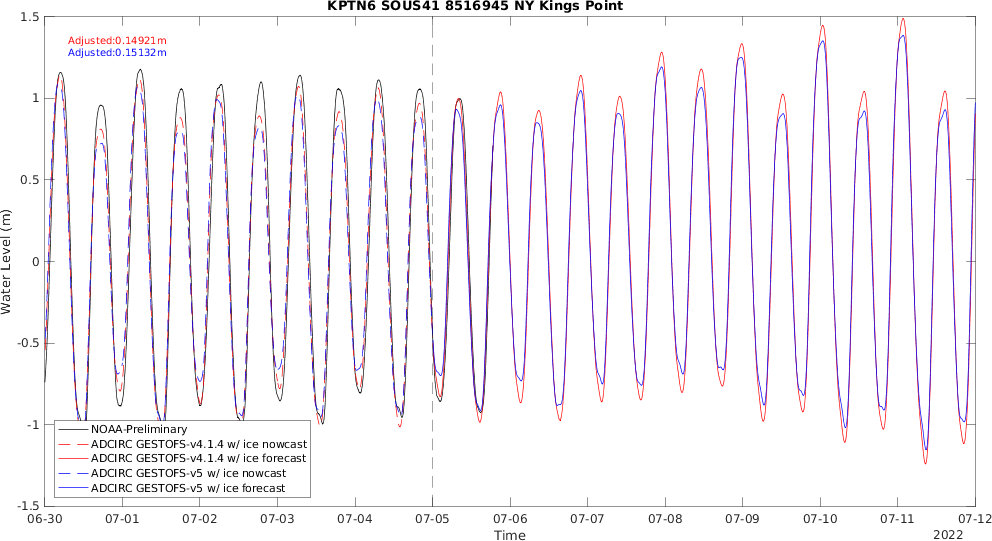 KPTN6 SOUS41 8516945 NY Kings Point
Adjusted:0.14921m
Adjusted:0.15132m
Water Level (m)
1.5
1
0.5
0
-0.5
-1
-1.5
NOAA-Preliminary
ADCIRC GESTOFS-v4.1.4 w/ ice nowcast
ADCIRC GESTOFS-v4.1.4 w/ ice forecast
ADCIRC GESTOFS-v5 w/ ice nowcast
ADCIRC GESTOFS-v5 w/ ice forecast
06-30 07-01 07-02 07-03 07-04 07-05 07-06 07-07 07-08 07-09 07-10 07-11 07-12
Time
2022